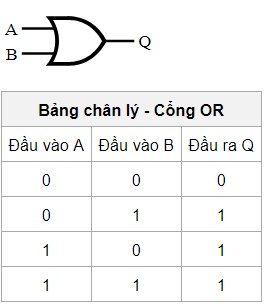 A
B
Q
Bảng chân lý - Cổng OR
Đầu vào A Đầu vào B Đầu ra Q
0 0 0
0 1 1
1 0 1
1 1 1